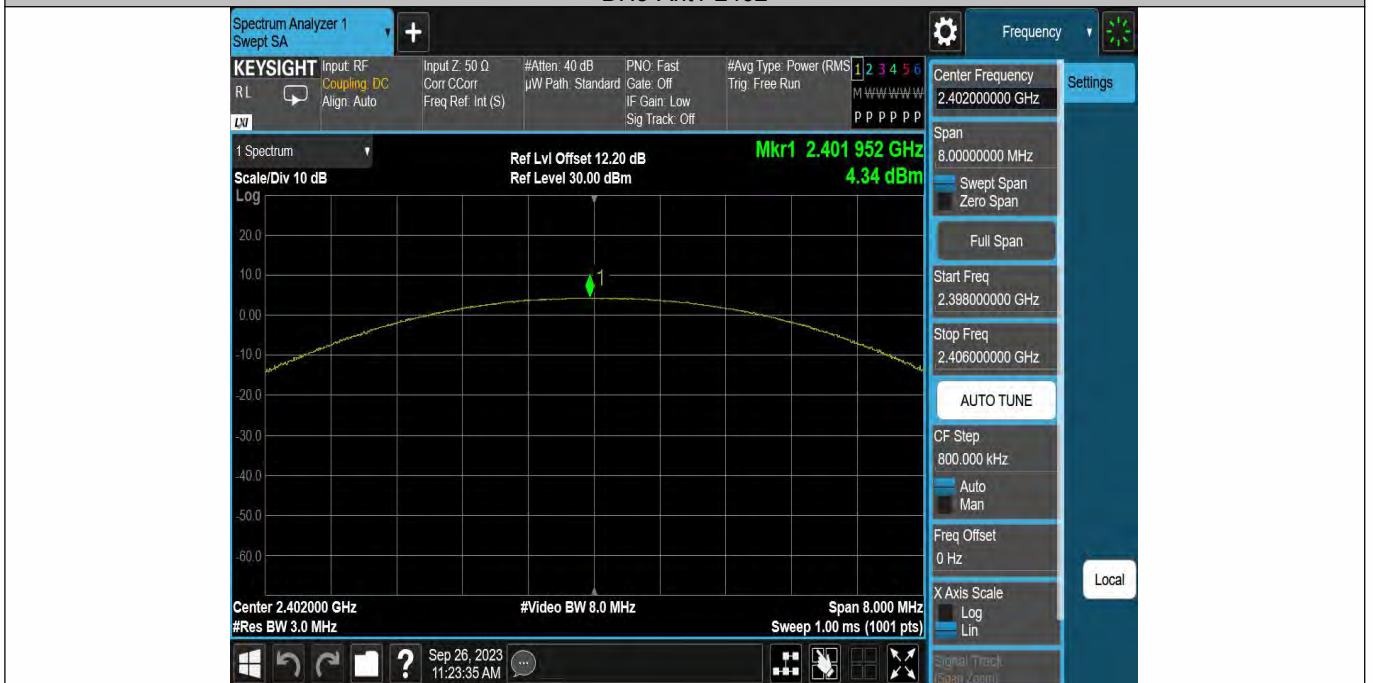 Spectrum Analyzer 1
Swept SA
+
Frequency
KEYSIGHT
RL
LXI
Input: RF
Coupling: DC
Align: Auto
Input Z: 50 Ω
Corr CCorr
Freq Ref: Int (S)
#Atten: 40 dB
µW Path: Standard
PNO: Fast
Gate: Off
IF Gain: Low
Sig Track: Off
#Avg Type: Power (RMS
Trig: Free Run
1 2 3 4 5 6
M W W W W W
P P P P P P
1 Spectrum
Scale/Div 10 dB
Ref Lvl Offset 12.20 dB
Ref Level 30.00 dBm
Mkr1 2.401 952 GHz
4.34 dBm
Log
20.0
10.0
0.00
-10.0
-20.0
-30.0
-40.0
-50.0
-60.0
1
Center 2.402000 GHz
#Res BW 3.0 MHz
#Video BW 8.0 MHz
Span 8.000 MHz
Sweep 1.00 ms (1001 pts)
?
Sep 26, 2023
11:23:35 AM
Center Frequency
2.402000000 GHz
Settings
Span
8.00000000 MHz
Swept Span
Zero Span
Full Span
Start Freq
2.398000000 GHz
Stop Freq
2.406000000 GHz
AUTO TUNE
CF Step
800.000 kHz
Auto
Man
Freq Offset
0 Hz
X Axis Scale
Log
Lin
Local
Signal Track
(Span Zoom)